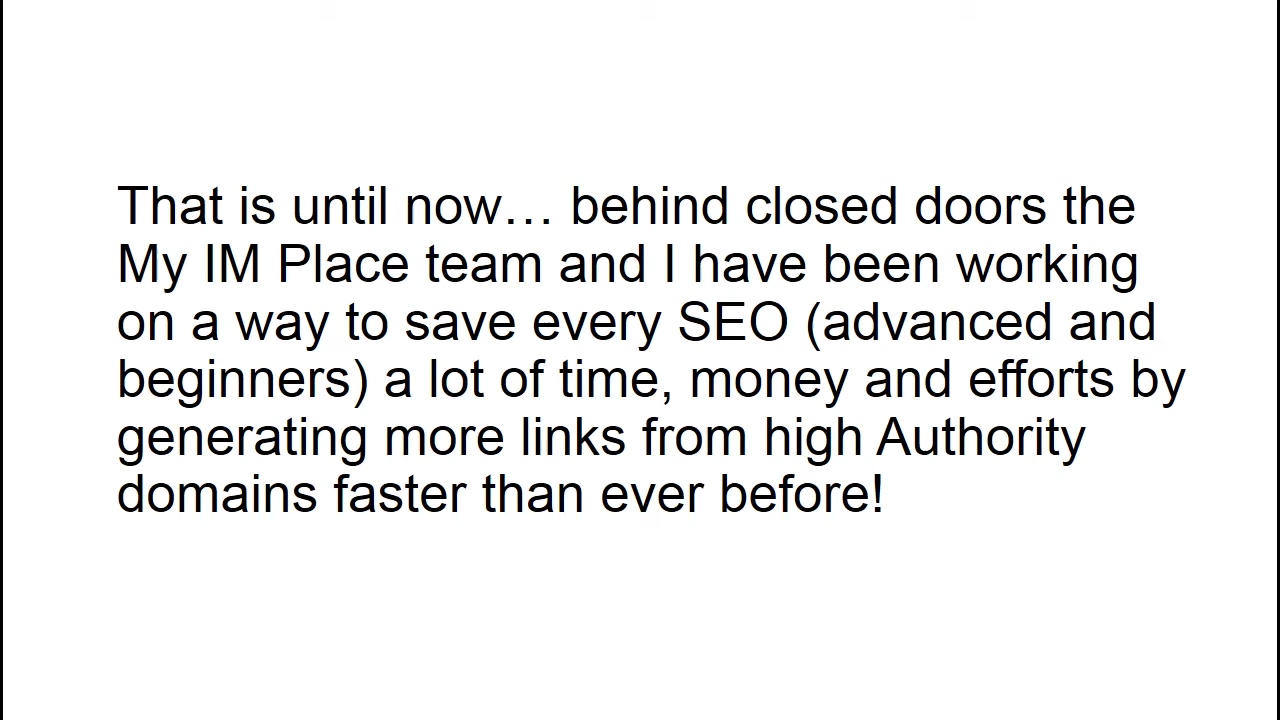 That is until now… behind closed doors the
My IM Place team and I have been working
on a way to save every SEO (advanced and
beginners) a lot of time, money and efforts by
generating more links from high Authority
domains faster than ever before!